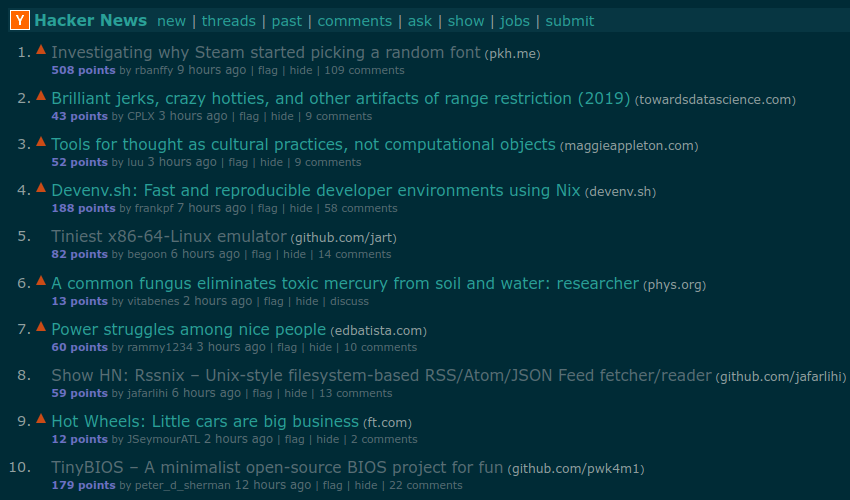 Y Hacker News new | threads | past | comments | ask | show | jobs | submit
1. Investigating why Steam started picking a random font (pkh.me)
508 points by rbanffy 9 hours ago | flag | hide | 109 comments
2. Brilliant jerks, crazy hotties, and other artifacts of range restriction (2019) (towardsdatascience.com)
43 points by CPLX 3 hours ago | flag | hide | 9 comments
3. Tools for thought as cultural practices, not computational objects (maggieappleton.com)
52 points by luu 3 hours ago | flag | hide | 9 comments
4. Devenv.sh: Fast and reproducible developer environments using Nix (devenv.sh)
188 points by frankpf 7 hours ago | flag | hide | 58 comments
5. Tiniest x86-64-Linux emulator (github.com/jart)
82 points by begoon 6 hours ago | flag | hide | 14 comments
6. A common fungus eliminates toxic mercury from soil and water: researcher (phys.org)
13 points by vitabenes 2 hours ago | flag | hide | discuss
7. Power struggles among nice people (edbatista.com)
60 points by rammy1234 3 hours ago | flag | hide | 10 comments
8. Show HN: Rssnix – Unix-style filesystem-based RSS/Atom/JSON Feed fetcher/reader (github.com/jafarlihi)
59 points by jafarlihi 6 hours ago | flag | hide | 13 comments
9. Hot Wheels: Little cars are big business (ft.com)
12 points by JSeymourATL 2 hours ago | flag | hide | 2 comments
10. TinyBIOS – A minimalist open-source BIOS project for fun (github.com/pwk4m1)
179 points by peter_d_sherman 12 hours ago | flag | hide | 22 comments